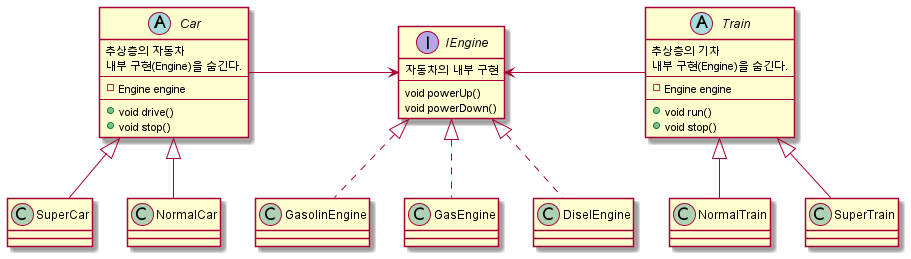 A Car
추상층의 자동차
내부 구현(Engine)을 숨긴다.
Engine engine
void drive()
void stop()
I IEngine
자동차의 내부 구현
void powerUp()
void powerDown()
A Train
추상층의 기차
내부 구현(Engine)을 숨긴다.
Engine engine
void run()
void stop()
C SuperCar
C NormalCar
C GasolinEngine
C GasEngine
C DiselEngine
C NormalTrain
C SuperTrain